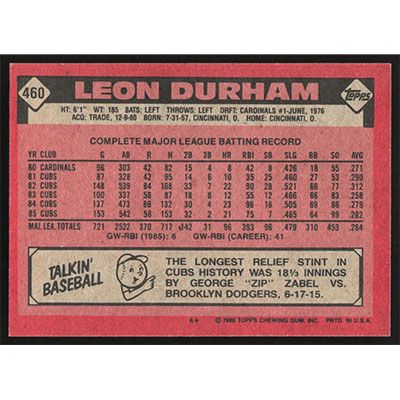 460
LEON DURHAM
Topps
HT: 6'1" WT: 185 BATS: LEFT THROWS: LEFT DRFT: CARDINALS #1-JUNE, 1976
ACQ: TRADE, 12-9-80 BORN: 7-31-57, CINCINNATI, O. HOME: CINCINNATI, O.
COMPLETE MAJOR LEAGUE BATTING RECORD
YR CLUB G AB R H 2B 3B HR RBI SB SLG BB SO AVG
80 CARDINALS 96 303 42 82 15 4 8 42 8 .426 18 55 .271
81 CUBS 87 328 42 95 14 6 10 35 25 .460 27 53 .290
82 CUBS 148 539 84 168 33 7 22 90 28 .521 66 77 .312
83 CUBS 100 337 58 87 18 8 12 55 12 .466 66 83 .258
84 CUBS 137 473 86 132 30 4 23 96 16 .505 69 86 .279
85 CUBS 153 542 58 153 32 2 21 75 7 .465 64 99 .282
MAJ. LEA. TOTALS 721 2522 370 717 142 31 96
GW-RBI (1985): 6 GW-RBI (CAREER): 41
TALKIN'
BASEBALL
THE LONGEST RELIEF STINT IN
CUBS HISTORY WAS 18⅓ INNINGS
BY GEORGE "ZIP" ZABEL VS.
BROOKLYN DODGERS, 6-17-15.
A* © 1986 TOPPS CHEWING GUM, INC. PRTD. IN U.S.A.